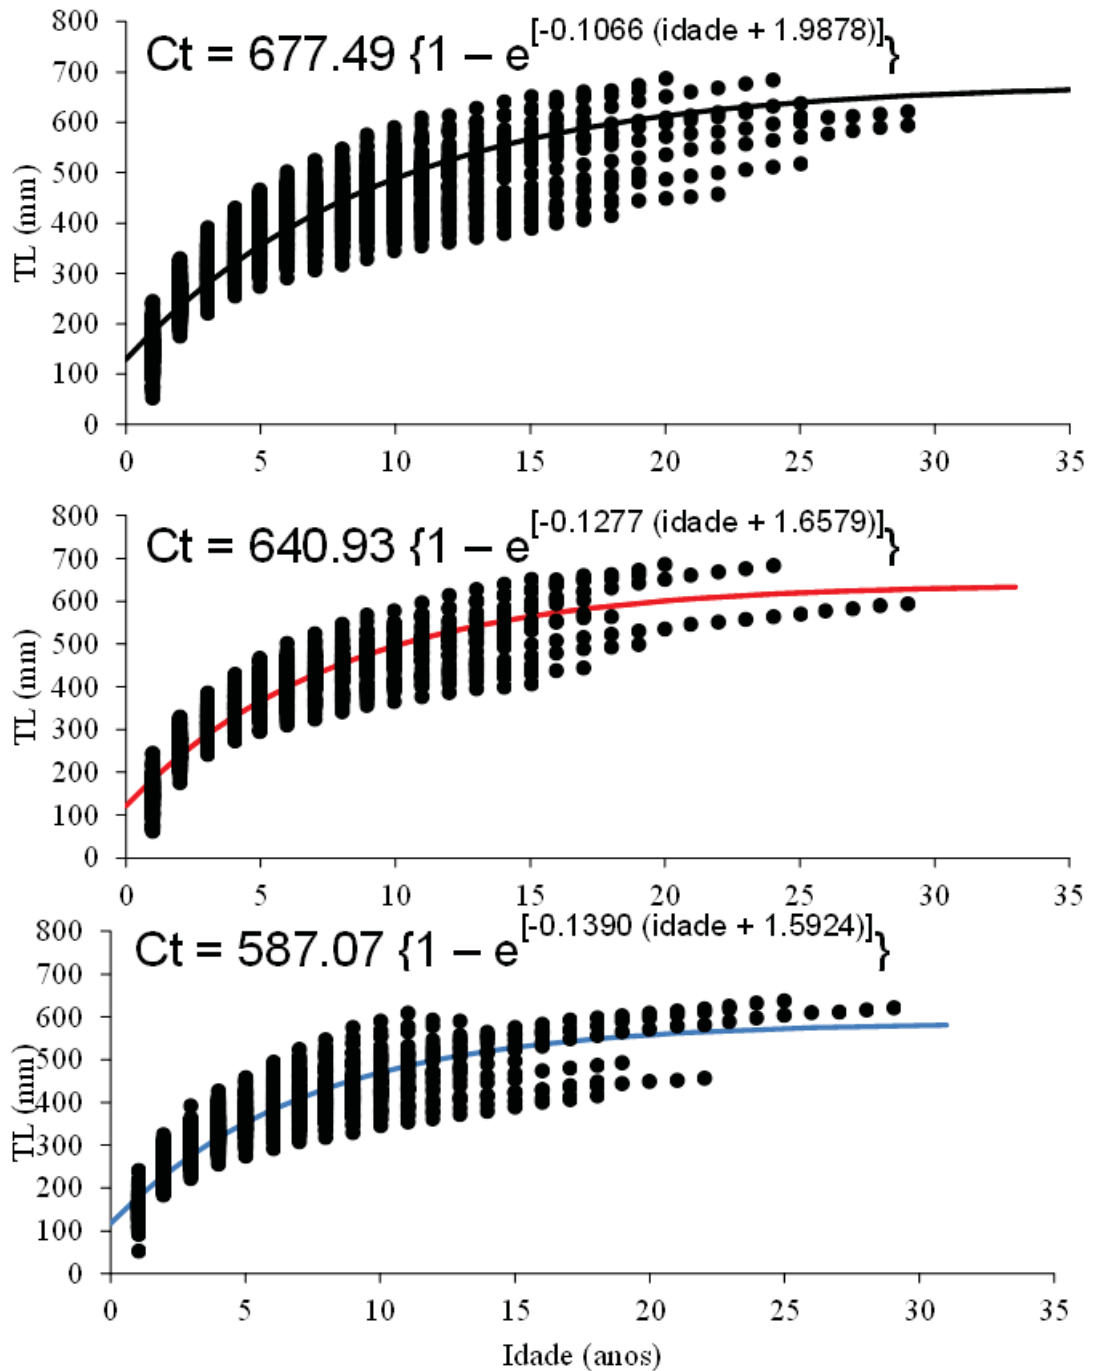 Ct = 677.49 {1 – e[-0.1066 (idade + 1.9878)]}
800
700
600
500
400
300
200
100
0
TL (mm)
0 5 10 15 20 25 30 35
Ct = 640.93 {1 – e[-0.1277 (idade + 1.6579)]}
800
700
600
500
400
300
200
100
0
TL (mm)
0 5 10 15 20 25 30 35
Ct = 587.07 {1 – e[-0.1390 (idade + 1.5924)]}
800
700
600
500
400
300
200
100
0
TL (mm)
0 5 10 15 20 25 30 35
Idade (anos)